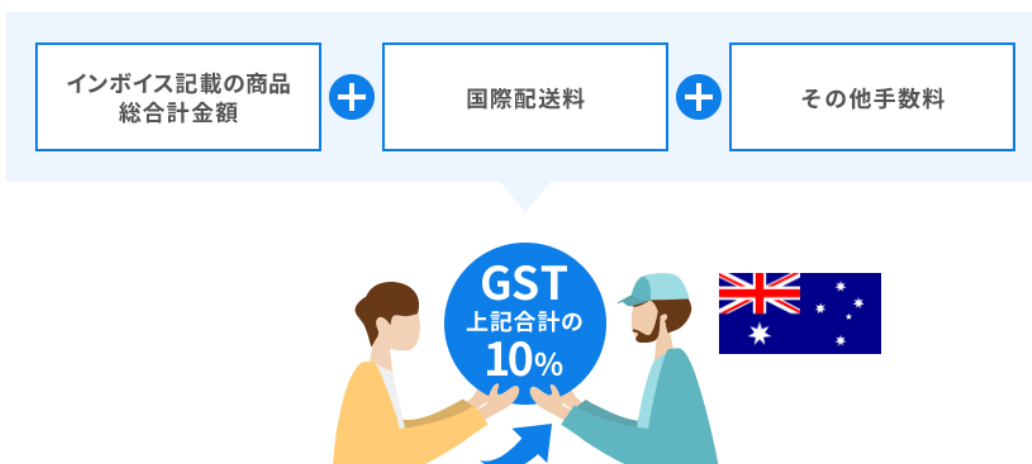 インボイス記載の商品
総合計金額
国際配送料
その他手数料
GST
上記合計の
10%